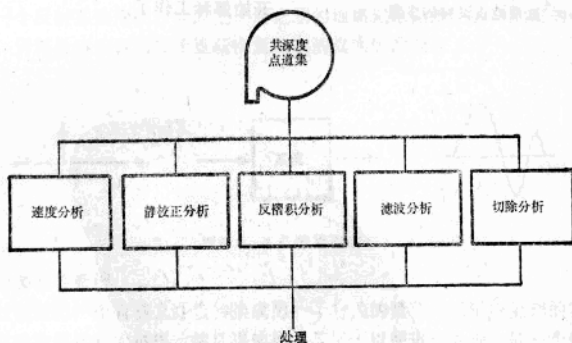 共深度
点道集
速度分析
静校正分析
反褶积分析
滤波分析
切除分析
处理